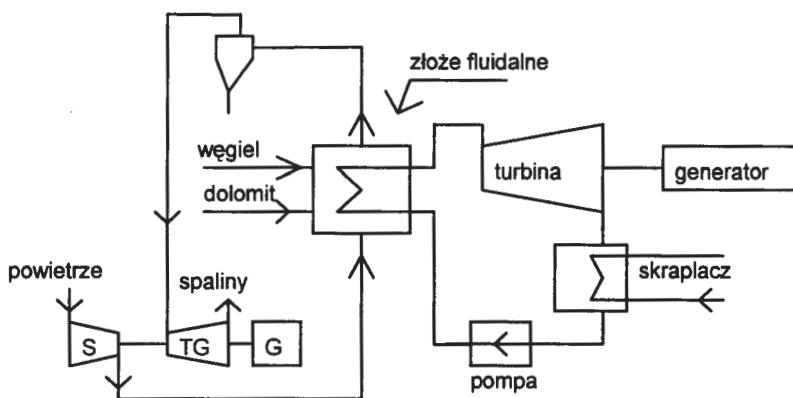 złoże fluidalne
węgiel
dolomit
turbina
generator
powietrze
spaliny
skraplacz
S
TG
G
pompa